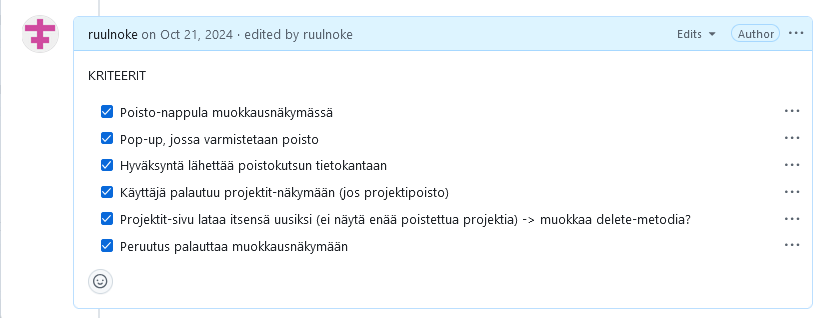 ruulnoke on Oct 21, 2024 · edited by ruulnoke Edits Author
KRITEERIT
Poisto-nappula muokkausnäkymässä
Pop-up, jossa varmistetaan poisto
Hyväksyntä lähettää poistokutsun tietokantaan
Käyttäjä palautuu projektit-näkymään (jos projektipoisto)
Projektit-sivu lataa itsensä uusiksi (ei näytä enää poistettua projektia) -> muokkaa delete-metodia?
Peruutus palauttaa muokkausnäkymään